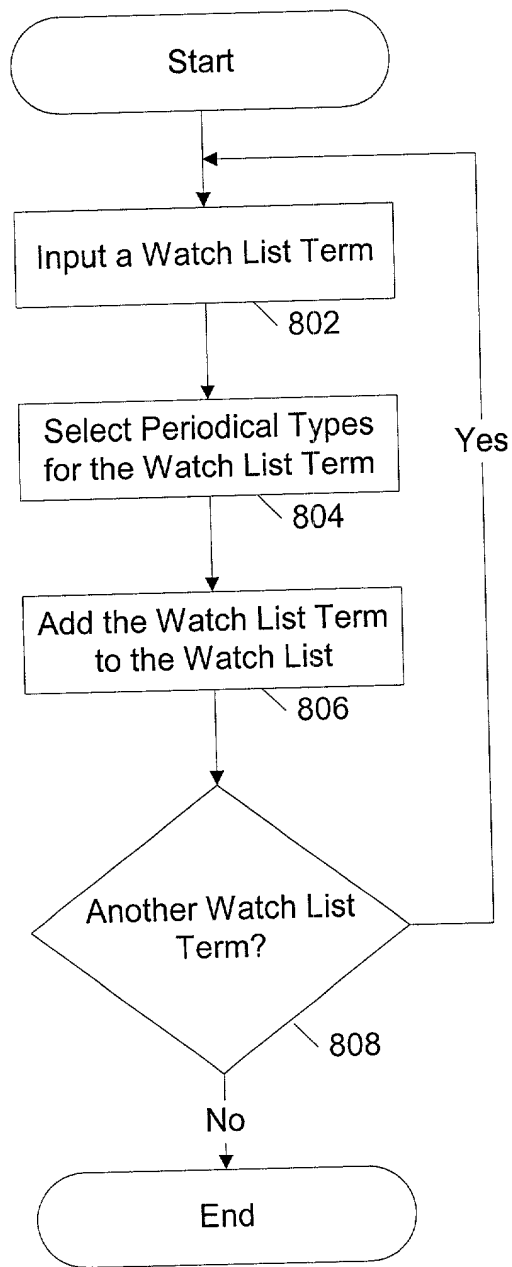 Start
Input a Watch List Term
802
Select Periodical Types
for the Watch List Term
804
Yes
Add the Watch List Term
to the Watch List
806
Another Watch List
Term?
808
No
End